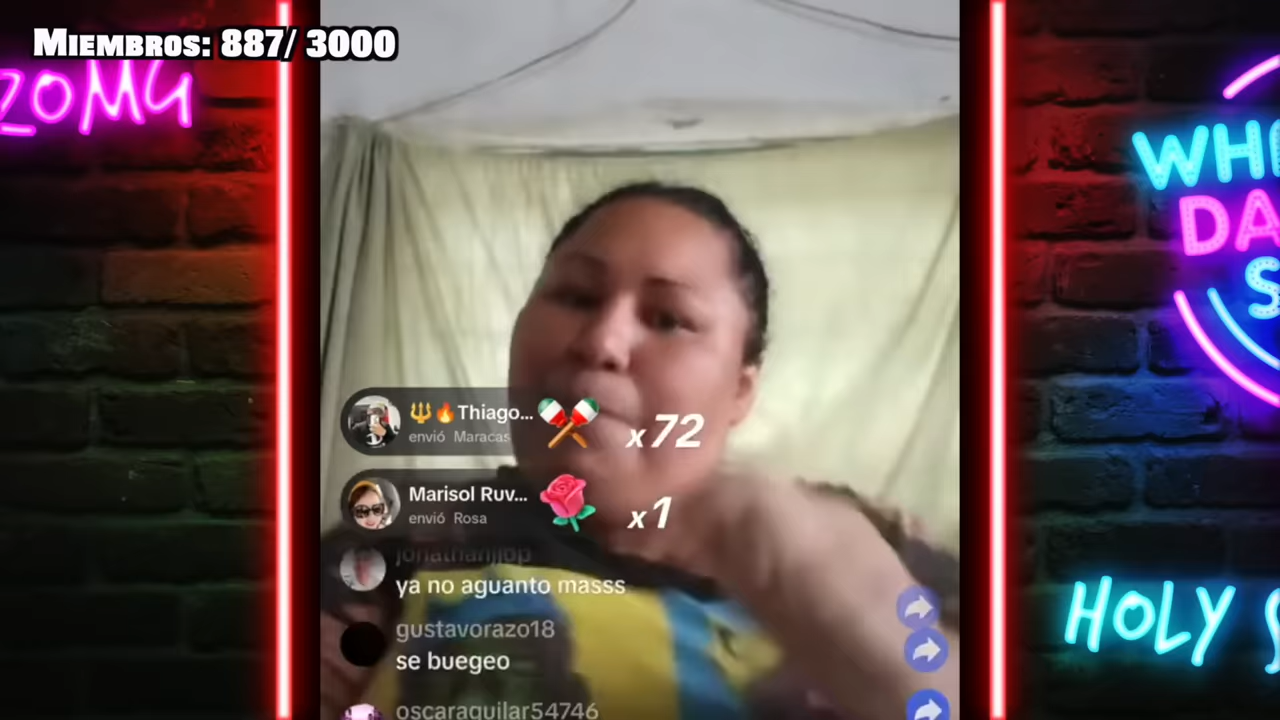 MIEMBROS: 887/ 3000
ZOMG
WH
DA
S
HOLY S
🔱🔥Thiago...
envió Maracas
x72
Marisol Ruv...
envió Rosa
x1
jonathanjjbp
ya no aguanto masss
gustavorazo18
se buegeo
oscaraguilar54746